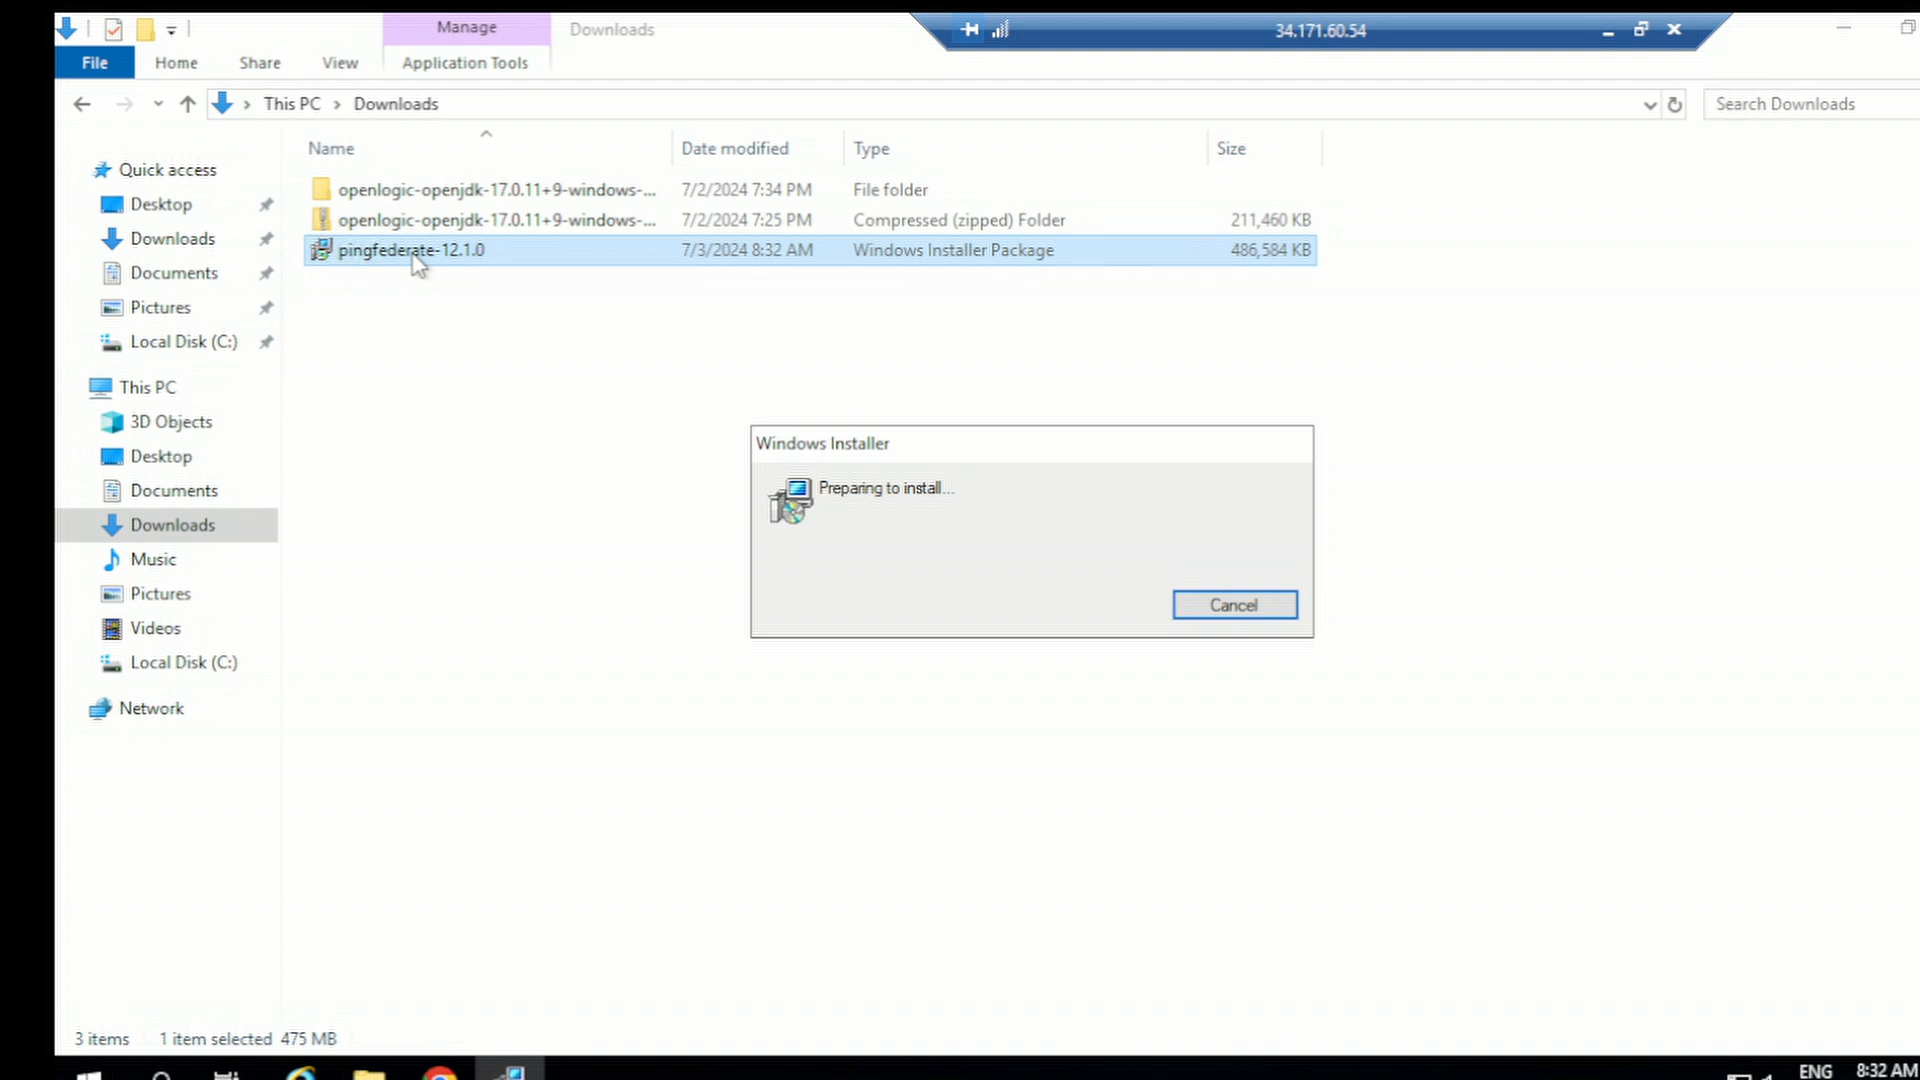 Manage
Downloads
34.171.60.54
File
Home
Share
View
Application Tools
This PC
Downloads
Search Downloads
Name
Date modified
Type
Size
Quick access
Desktop
Downloads
Documents
Pictures
Local Disk (C:)
This PC
3D Objects
Desktop
Documents
Downloads
Music
Pictures
Videos
Local Disk (C:)
Network
openlogic-openjdk-17.0.11+9-windows-... 7/2/2024 7:34 PM File folder
openlogic-openjdk-17.0.11+9-windows-... 7/2/2024 7:25 PM Compressed (zipped) Folder 211,460 KB
pingfederate-12.1.0 7/3/2024 8:32 AM Windows Installer Package 486,584 KB
Windows Installer
Preparing to install...
Cancel
3 items 1 item selected 475 MB
ENG 8:32 AM